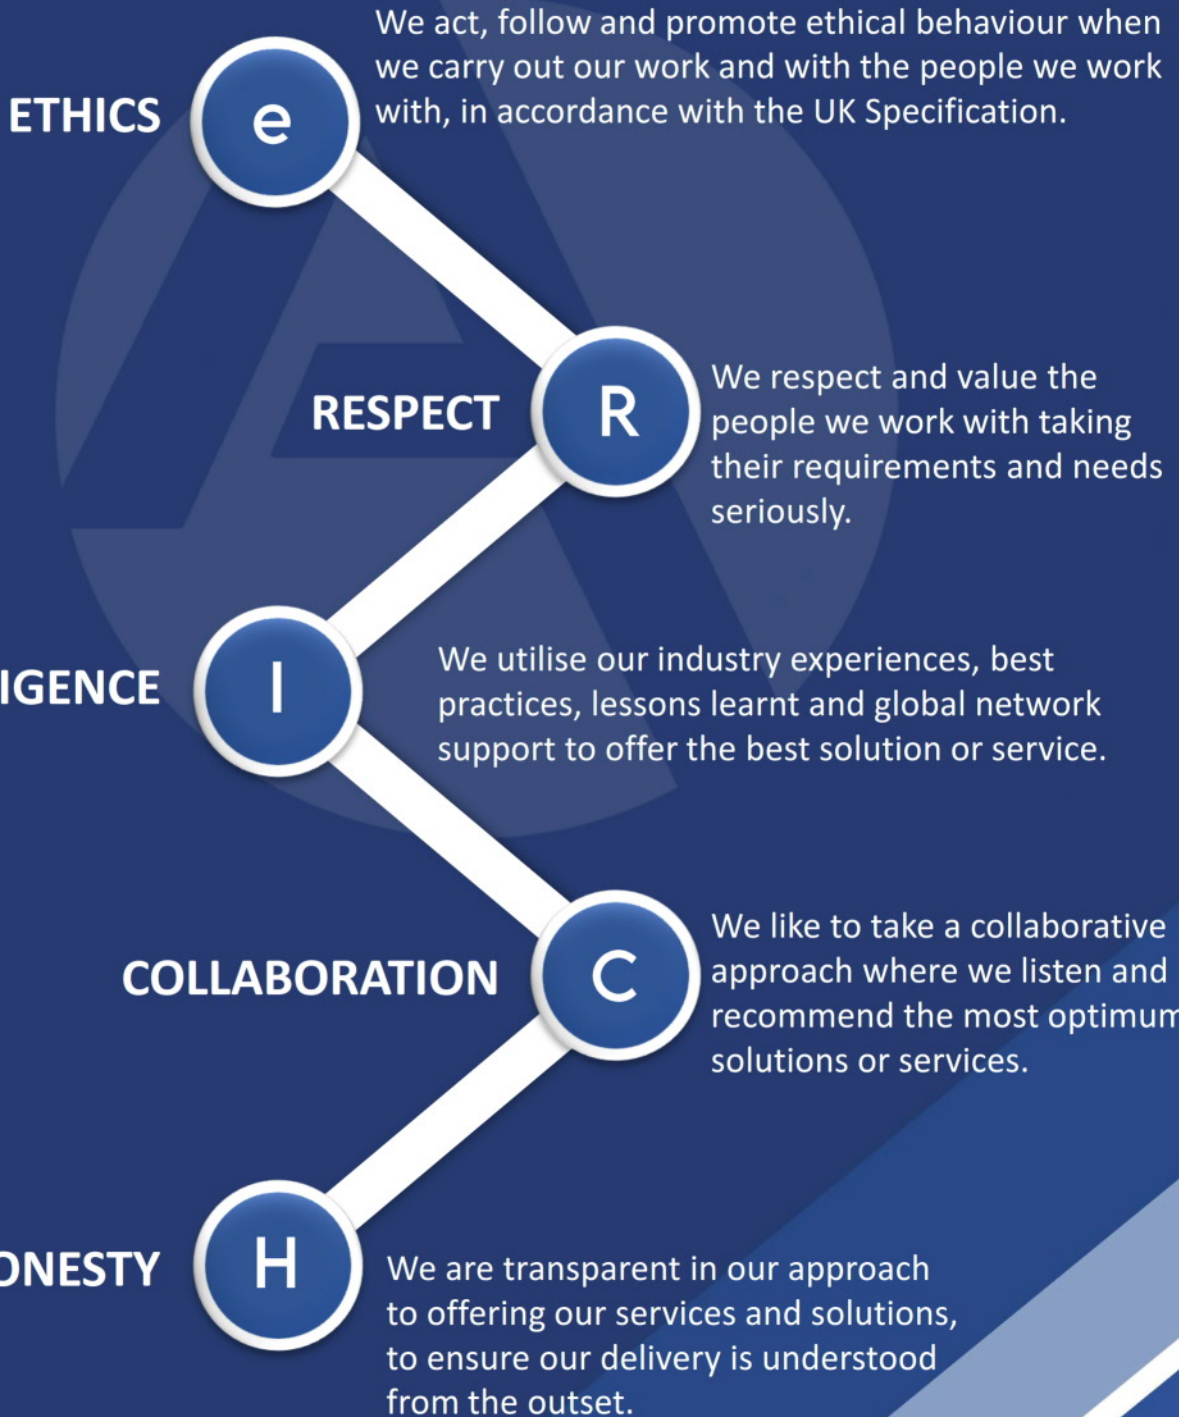 We act, follow and promote ethical behaviour when
we carry out our work and with the people we work
with, in accordance with the UK Specification.
ETHICS
e
RESPECT
R
We respect and value the
people we work with taking
their requirements and needs
seriously.
IGENCE
I
We utilise our industry experiences, best
practices, lessons learnt and global network
support to offer the best solution or service.
COLLABORATION
C
We like to take a collaborative
approach where we listen and
recommend the most optimum
solutions or services.
ONESTY
H
We are transparent in our approach
to offering our services and solutions,
to ensure our delivery is understood
from the outset.